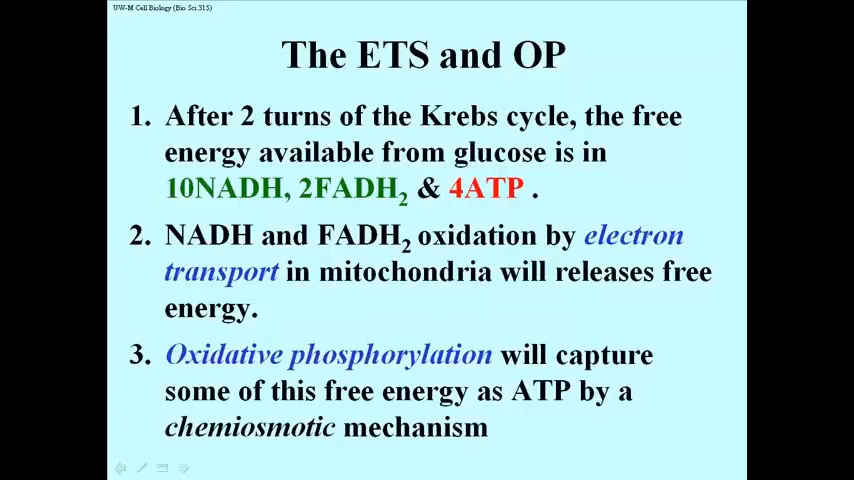 UW-M Cell Biology (Bio Sci 315)
The ETS and OP
1. After 2 turns of the Krebs cycle, the free
energy available from glucose is in
10NADH, 2FADH₂ & 4ATP .
2. NADH and FADH₂ oxidation by electron
transport in mitochondria will releases free
energy.
3. Oxidative phosphorylation will capture
some of this free energy as ATP by a
chemiosmotic mechanism